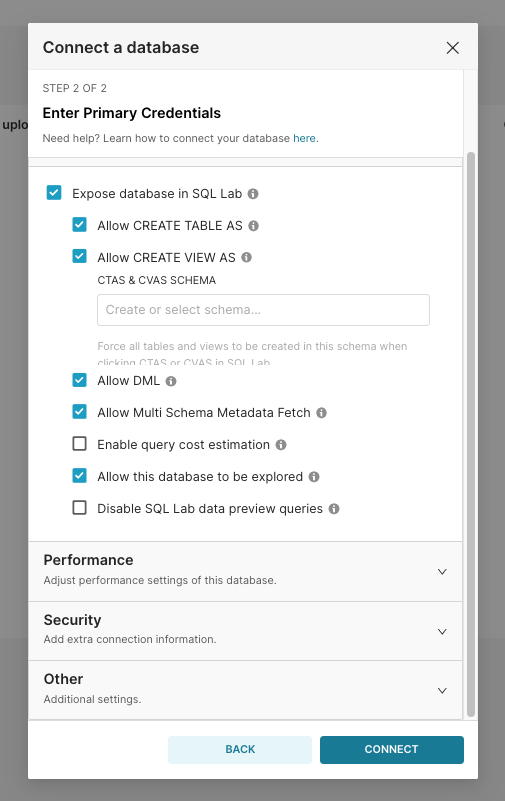 Connect a database
STEP 2 OF 2
Enter Primary Credentials
Need help? Learn how to connect your database here.
uplo
Expose database in SQL Lab
Allow CREATE TABLE AS
Allow CREATE VIEW AS
CTAS & CVAS SCHEMA
Create or select schema...
Force all tables and views to be created in this schema when
clicking CTAS or CVAS in SQL Lab
Allow DML
Allow Multi Schema Metadata Fetch
Enable query cost estimation
Allow this database to be explored
Disable SQL Lab data preview queries
Performance
Adjust performance settings of this database.
Security
Add extra connection information.
Other
Additional settings.
BACK
CONNECT